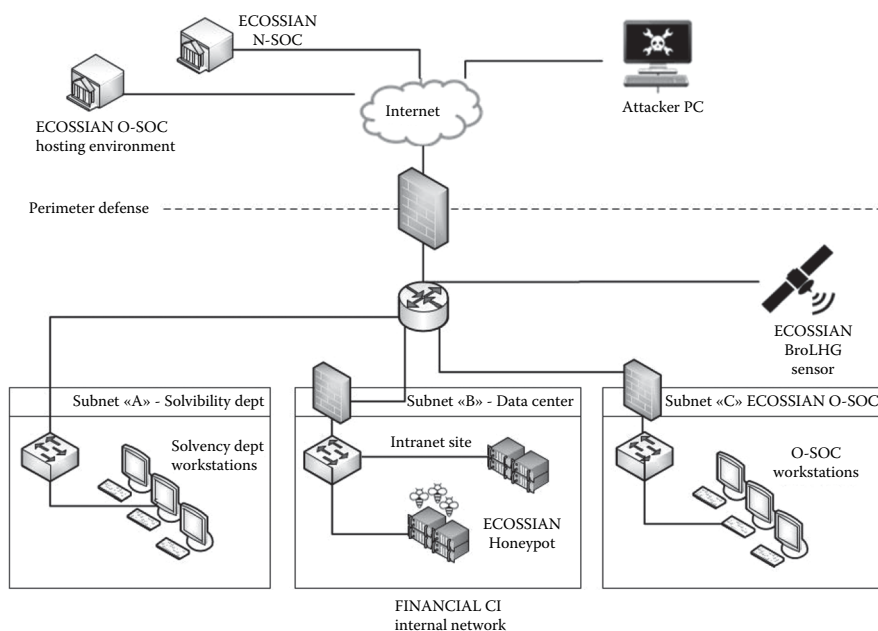 ECOSSIAN
N-SOC
ECOSSIAN O-SOC
hosting environment
Internet
Attacker PC
Perimeter defense
ECOSSIAN
BroLHG
sensor
Subnet «A» - Solvibility dept
Subnet «B» - Data center
Subnet «C» ECOSSIAN O-SOC
Solvency dept
workstations
Intranet site
ECOSSIAN
Honeypot
O-SOC
workstations
FINANCIAL CI
internal network